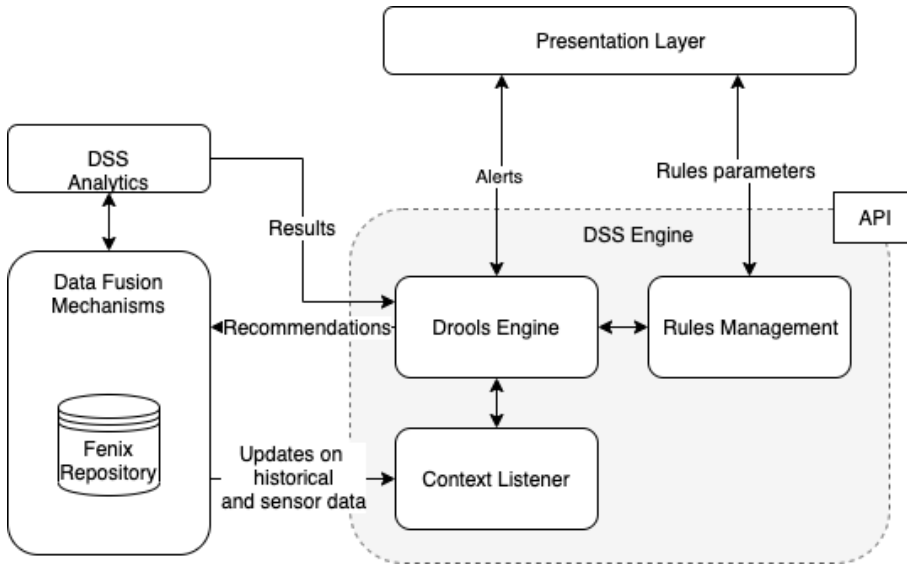 Presentation Layer
DSS
Analytics
Alerts
Rules parameters
API
Results
DSS Engine
Data Fusion
Mechanisms
Recommendations
Drools Engine
Rules Management
Fenix
Repository
Updates on
historical
and sensor data
Context Listener